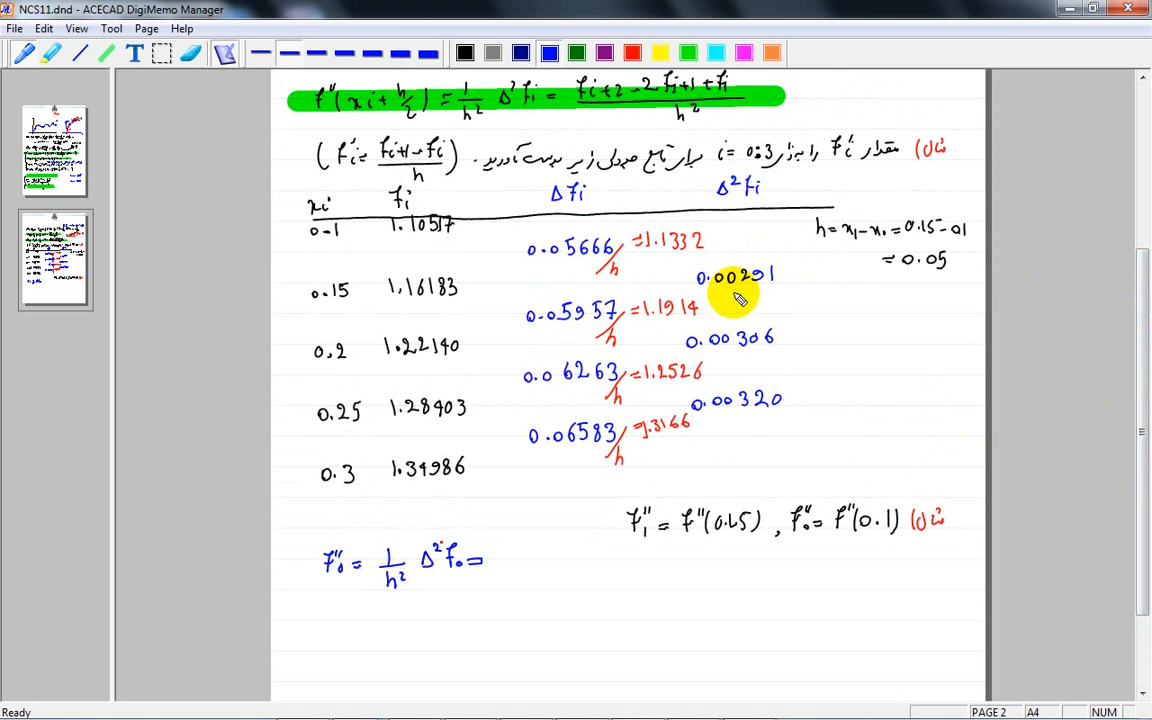 NCS11.dnd - ACECAD DigiMemo Manager
File Edit View Draw Page Help
f''(xi + h/2) = 1/h² Δ²fi = (fi+2 - 2fi+1 + fi)/h²
مثال) مقدار f'i را به ازای i = 0:3 برای تابع جدولی زیر بدست آورید. (f'i = (fi+1 - fi)/h)
xi fi Δfi Δ²fi
0.1 1.10517
h = x1 - x0 = 0.15 - 01
0.05666/h = 1.1332
= 0.05
0.00291
0.15 1.16183
0.05957/h = 1.1914
0.00306
0.2 1.22140
0.06263/h = 1.2526
0.00320
0.25 1.28403
0.06583/h = 1.3166
0.3 1.34986
مثال) f''0 = f''(0.1) , f''1 = f''(0.15)
f''0 = 1/h² Δ²f0 =
Ready PAGE 2 A4 NUM